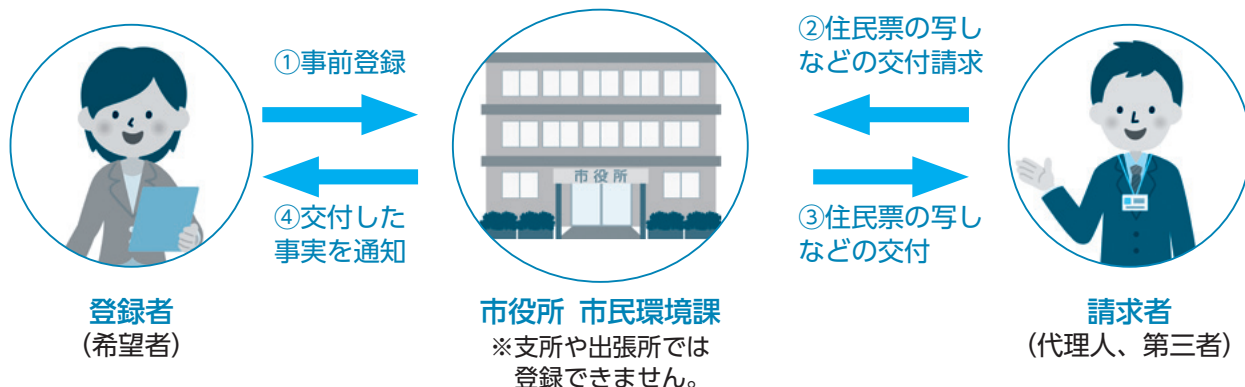 ①事前登録
②住民票の写し
などの交付請求
市役所
④交付した
事実を通知
③住民票の写し
などの交付
登録者
(希望者)
市役所 市民環境課
※支所や出張所では
登録できません。
請求者
(代理人、第三者)